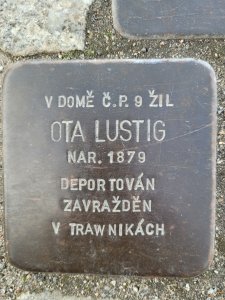 V DOMĚ Č.P. 9 ŽIL
OTA LUSTIG
NAR. 1879
DEPORTOVÁN
ZAVRAŽDĚN
V TRAWNIKÁCH